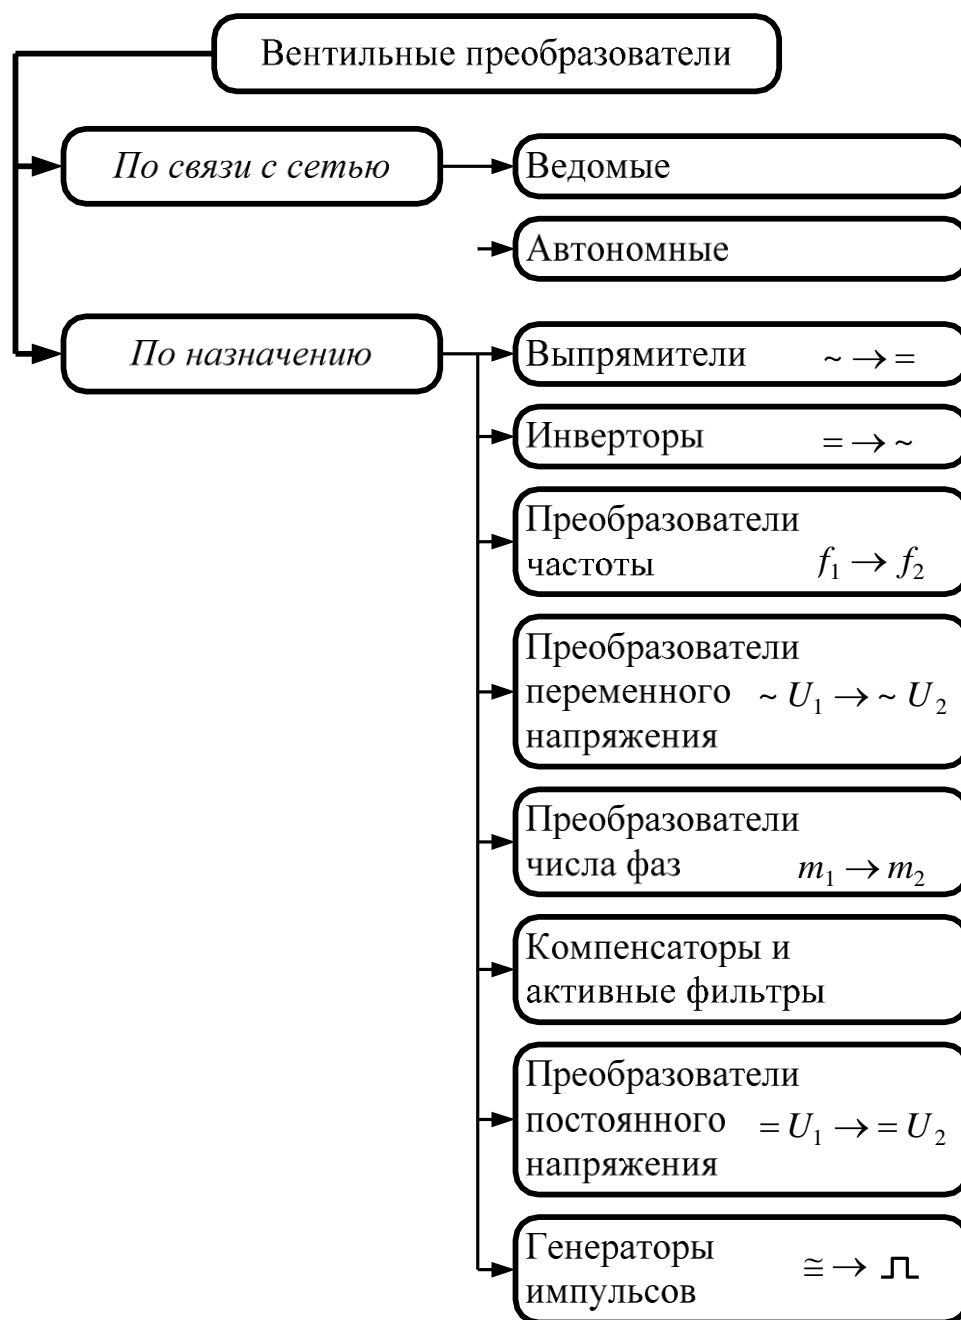 Вентильные преобразователи
По связи с сетью
Ведомые
Автономные
По назначению
Выпрямители ~ → =
Инверторы = → ~
Преобразователи
частоты f₁ → f₂
Преобразователи
переменного ~ U₁ → ~ U₂
напряжения
Преобразователи
числа фаз m₁ → m₂
Компенсаторы и
активные фильтры
Преобразователи
постоянного = U₁ → = U₂
напряжения
Генераторы
импульсов ≅ →